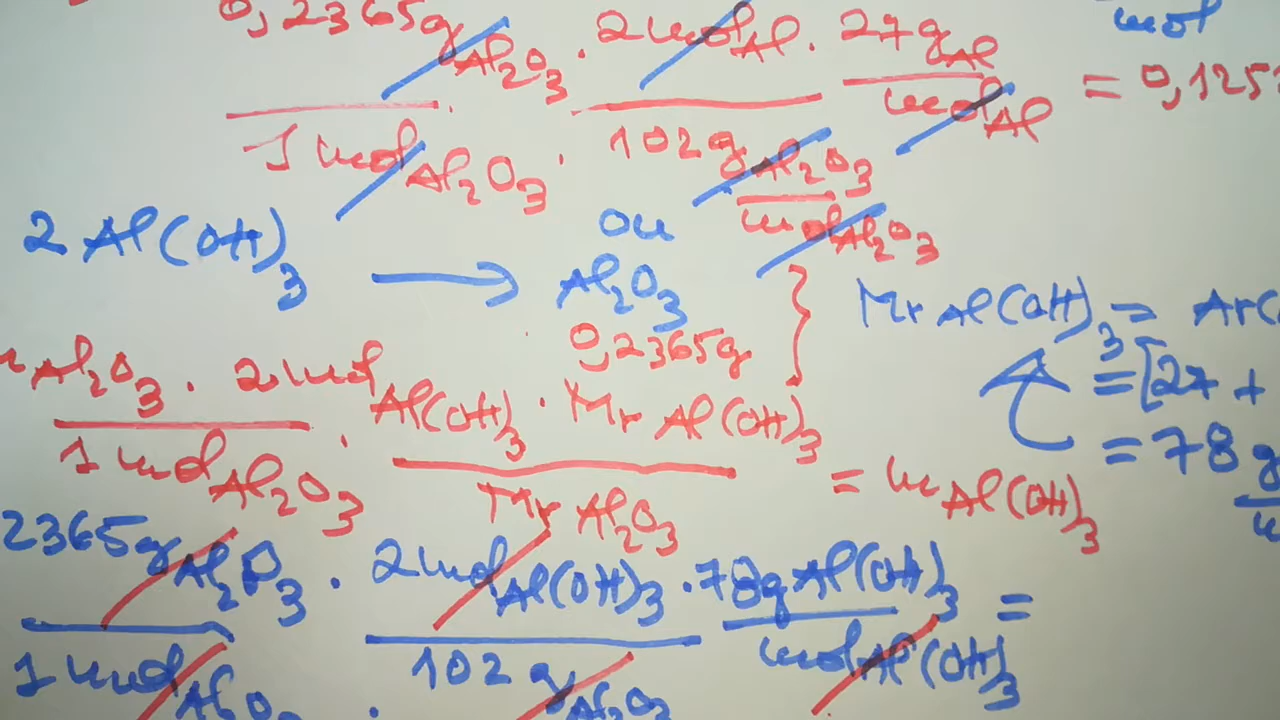 0,2365g Al₂O₃ · 2 mol Al · 27 g Al = 0,125
mol
1 mol Al₂O₃ · 102 g Al₂O₃ mol Al
mol Al₂O₃
2 Al(OH)₃ → ou
Al₂O₃
0,2365g
Mr Al(OH)₃ = Ar(
= [27 +
= 78 g
m Al₂O₃ · 2 mol Al(OH)₃ · Mr Al(OH)₃ = m Al(OH)₃
1 mol Al₂O₃ · Mr Al₂O₃
2365g Al₂O₃ · 2 mol Al(OH)₃ · 78g Al(OH)₃ =
1 mol Al₂O₃ · 102 g Al₂O₃ mol Al(OH)₃